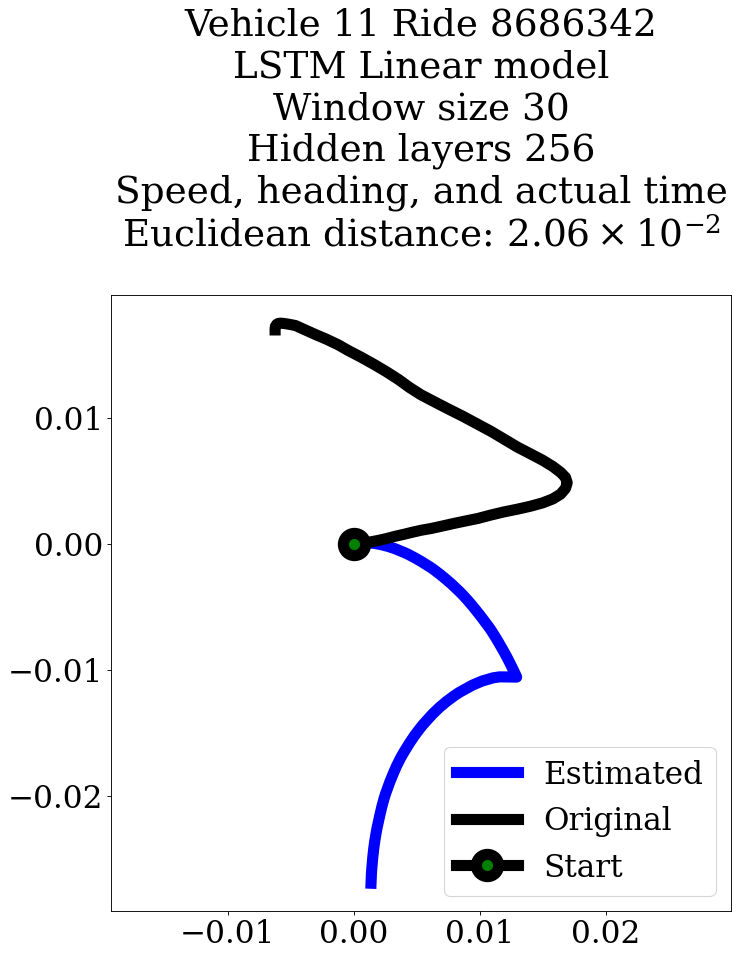 Vehicle 11 Ride 8686342
LSTM Linear model
Window size 30
Hidden layers 256
Speed, heading, and actual time
Euclidean distance: 2.06 × 10⁻²
0.01
0.00
−0.01
−0.02
Estimated
Original
Start
−0.01 0.00 0.01 0.02